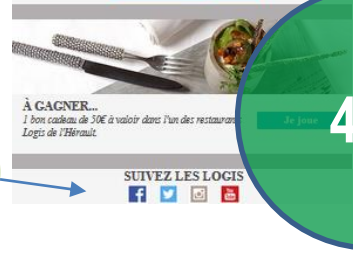 À GAGNER...
1 bon cadeau de 50€ à valoir dans l'un des restaurants
Logis de l'Hérault.
Je joue
4
SUIVEZ LES LOGIS